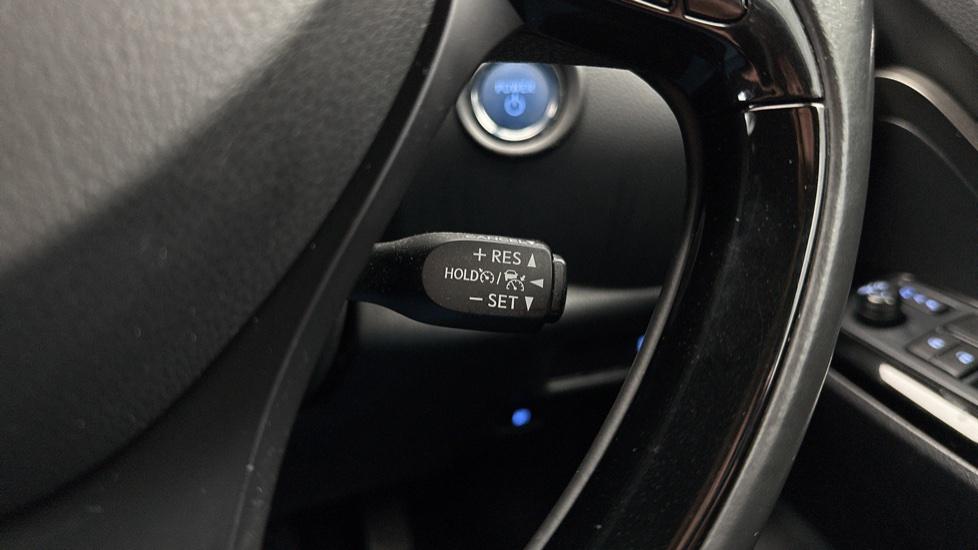 POWER
CANCEL
+ RES ▲
HOLD / ◀
− SET ▼